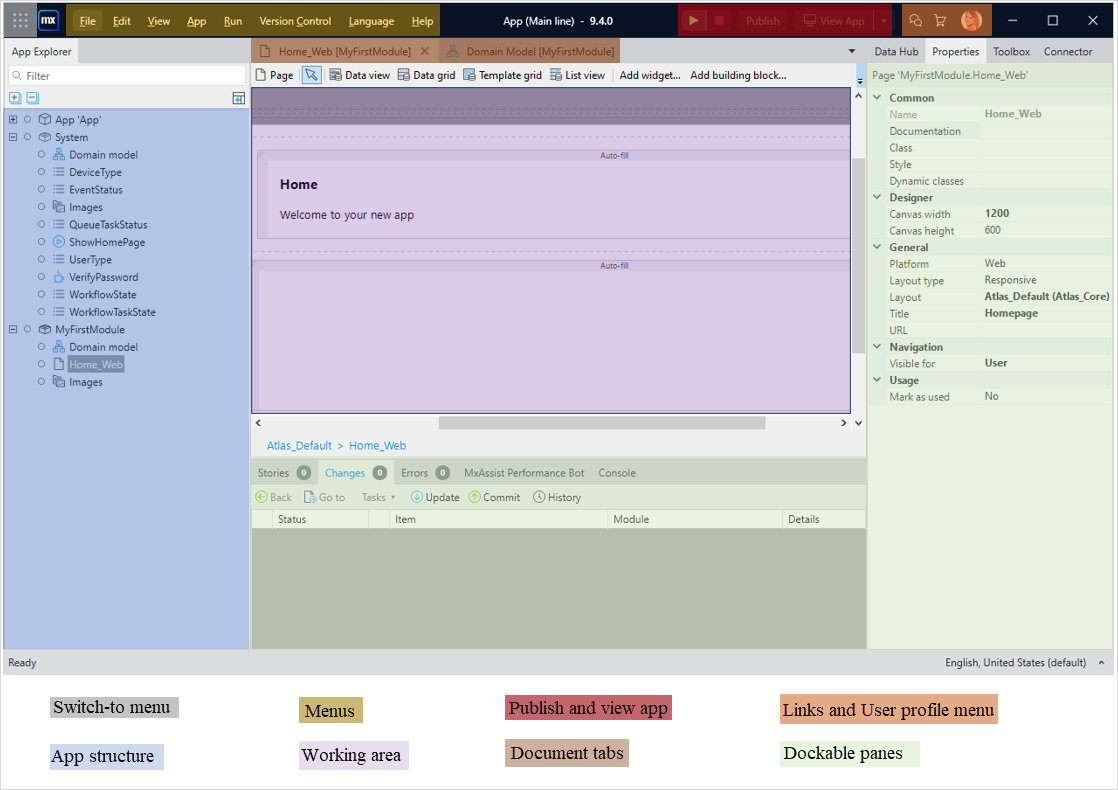 mx File Edit View App Run Version Control Language Help App (Main line) - 9.4.0 Publish View App
App Explorer Home_Web [MyFirstModule] Domain Model [MyFirstModule] Data Hub Properties Toolbox Connector
Filter Page Data view Data grid Template grid List view Add widget... Add building block... Page 'MyFirstModule.Home_Web'
App 'App'
System
Domain model
DeviceType
EventStatus
Images
QueueTaskStatus
ShowHomePage
UserType
VerifyPassword
WorkflowState
WorkflowTaskState
MyFirstModule
Domain model
Home_Web
Images
Auto-fill
Home
Welcome to your new app
Auto-fill
Atlas_Default > Home_Web
Stories 0 Changes 0 Errors 0 MxAssist Performance Bot Console
Back Go to Tasks Update Commit History
Status Item Module Details
Common
Name Home_Web
Documentation
Class
Style
Dynamic classes
Designer
Canvas width 1200
Canvas height 600
General
Platform Web
Layout type Responsive
Layout Atlas_Default (Atlas_Core)
Title Homepage
URL
Navigation
Visible for User
Usage
Mark as used No
Ready English, United States (default)
Switch-to menu Menus Publish and view app Links and User profile menu
App structure Working area Document tabs Dockable panes